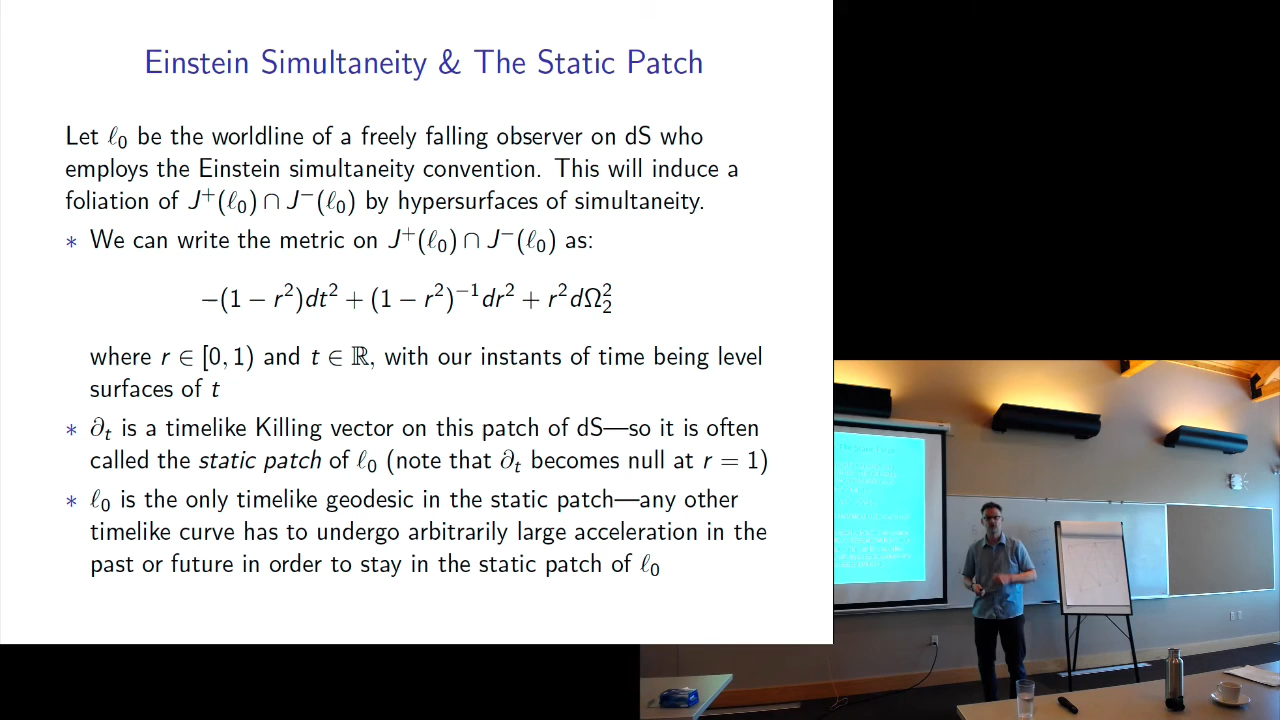 Einstein Simultaneity & The Static Patch
Let ℓ₀ be the worldline of a freely falling observer on dS who
employs the Einstein simultaneity convention. This will induce a
foliation of J⁺(ℓ₀) ∩ J⁻(ℓ₀) by hypersurfaces of simultaneity.
* We can write the metric on J⁺(ℓ₀) ∩ J⁻(ℓ₀) as:
−(1 − r²)dt² + (1 − r²)⁻¹dr² + r²dΩ₂²
where r ∈ [0, 1) and t ∈ ℝ, with our instants of time being level
surfaces of t
* ∂ₜ is a timelike Killing vector on this patch of dS—so it is often
called the static patch of ℓ₀ (note that ∂ₜ becomes null at r = 1)
* ℓ₀ is the only timelike geodesic in the static patch—any other
timelike curve has to undergo arbitrarily large acceleration in the
past or future in order to stay in the static patch of ℓ₀